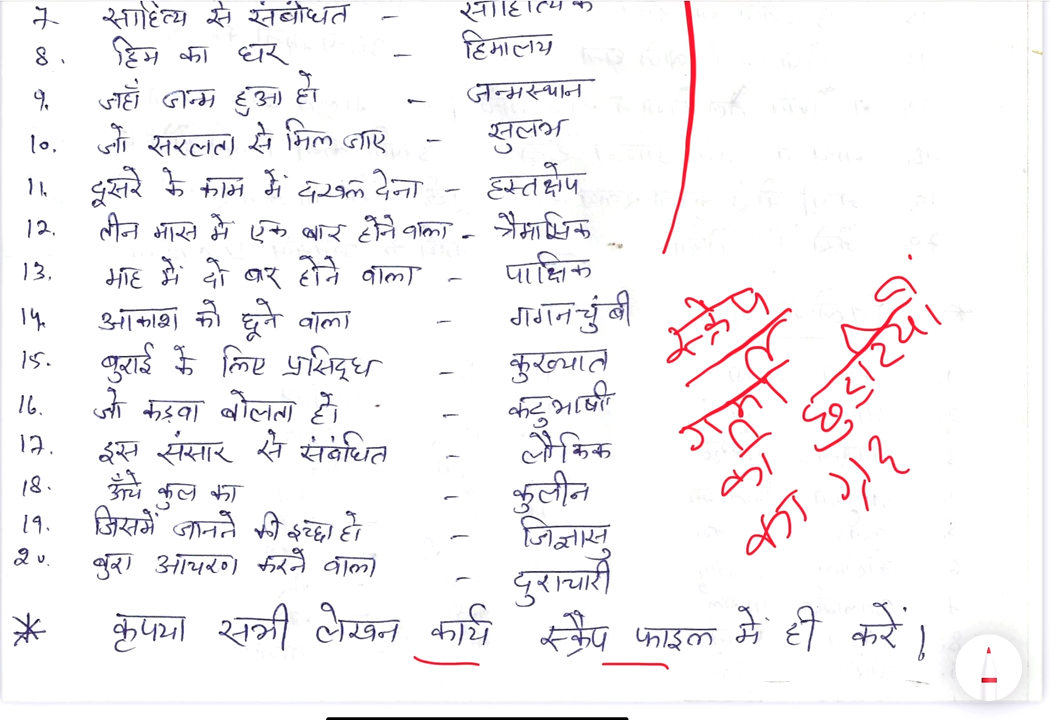 7 साहित्य से संबंधित - साहित्यिक
8. हिम का घर - हिमालय
9. जहाँ जन्म हुआ हो - जन्मस्थान
10. जो सरलता से मिल जाए - सुलभ
11. दूसरे के काम में दखल देना - हस्तक्षेप
12. तीन मास में एक बार होने वाला - त्रैमासिक
13. माह में दो बार होने वाला - पाक्षिक
14. आकाश को छूने वाला - गगनचुंबी
15. बुराई के लिए प्रसिद्ध - कुख्यात
16. जो कड़वा बोलता हो - कटुभाषी
17. इस संसार से संबंधित - लौकिक
18. ऊँचे कुल का - कुलीन
19. जिसमें जानने की इच्छा हो - जिज्ञासु
20. बुरा आचरण करने वाला - दुराचारी
* कृपया सभी लेखन कार्य स्क्रैप फाइल में ही करें।
स्क्रैप
गर्मी
की छुट्टियों
का